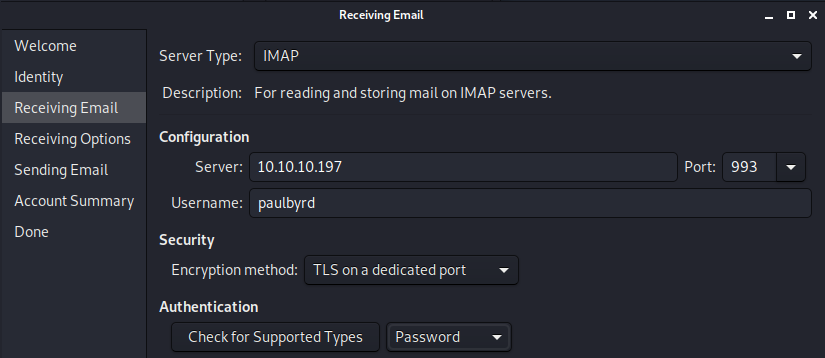 Receiving Email
Welcome
Identity
Receiving Email
Receiving Options
Sending Email
Account Summary
Done
Server Type: IMAP
Description: For reading and storing mail on IMAP servers.
Configuration
Server: 10.10.10.197 Port: 993
Username: paulbyrd
Security
Encryption method: TLS on a dedicated port
Authentication
Check for Supported Types Password